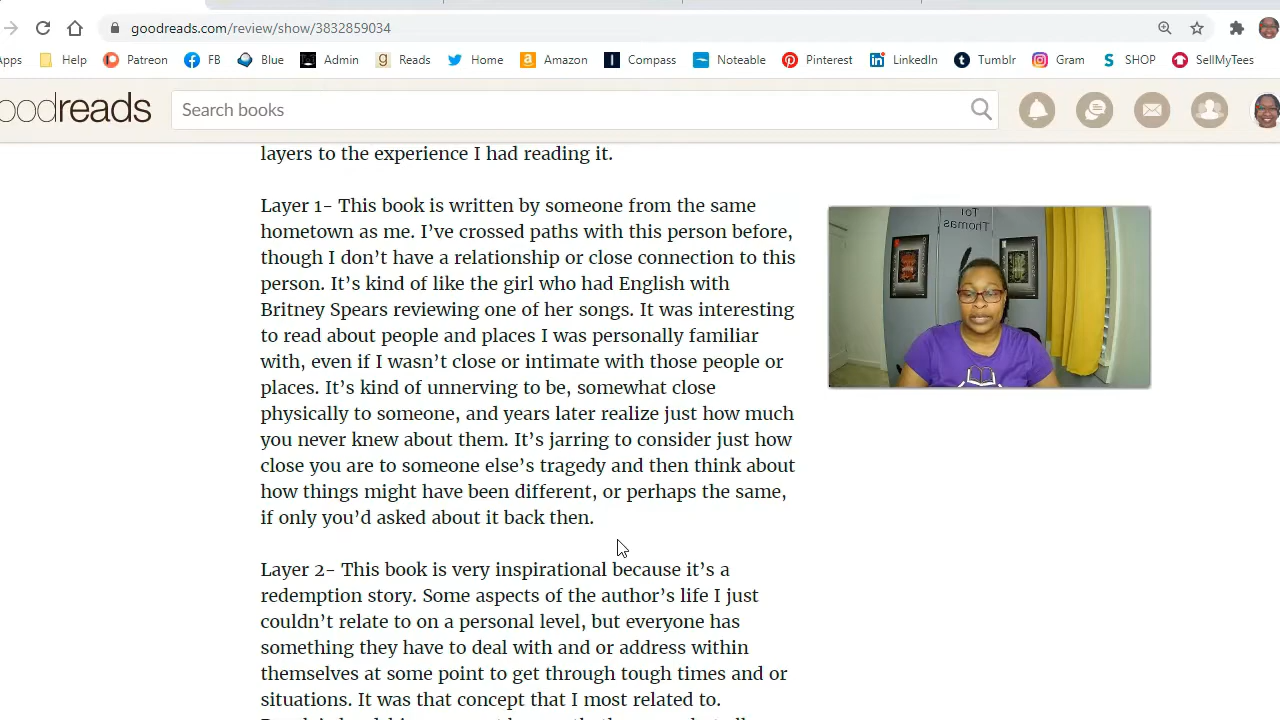 goodreads.com/review/show/3832859034
pps Help Patreon FB Blue Admin Reads Home Amazon Compass Noteable Pinterest LinkedIn Tumblr Gram SHOP SellMyTees
oodreads Search books
layers to the experience I had reading it.
Layer 1- This book is written by someone from the same
hometown as me. I've crossed paths with this person before,
though I don't have a relationship or close connection to this
person. It's kind of like the girl who had English with
Britney Spears reviewing one of her songs. It was interesting
to read about people and places I was personally familiar
with, even if I wasn't close or intimate with those people or
places. It's kind of unnerving to be, somewhat close
physically to someone, and years later realize just how much
you never knew about them. It's jarring to consider just how
close you are to someone else's tragedy and then think about
how things might have been different, or perhaps the same,
if only you'd asked about it back then.
Layer 2- This book is very inspirational because it's a
redemption story. Some aspects of the author's life I just
couldn't relate to on a personal level, but everyone has
something they have to deal with and or address within
themselves at some point to get through tough times and or
situations. It was that concept that I most related to.
Toi
Thomas